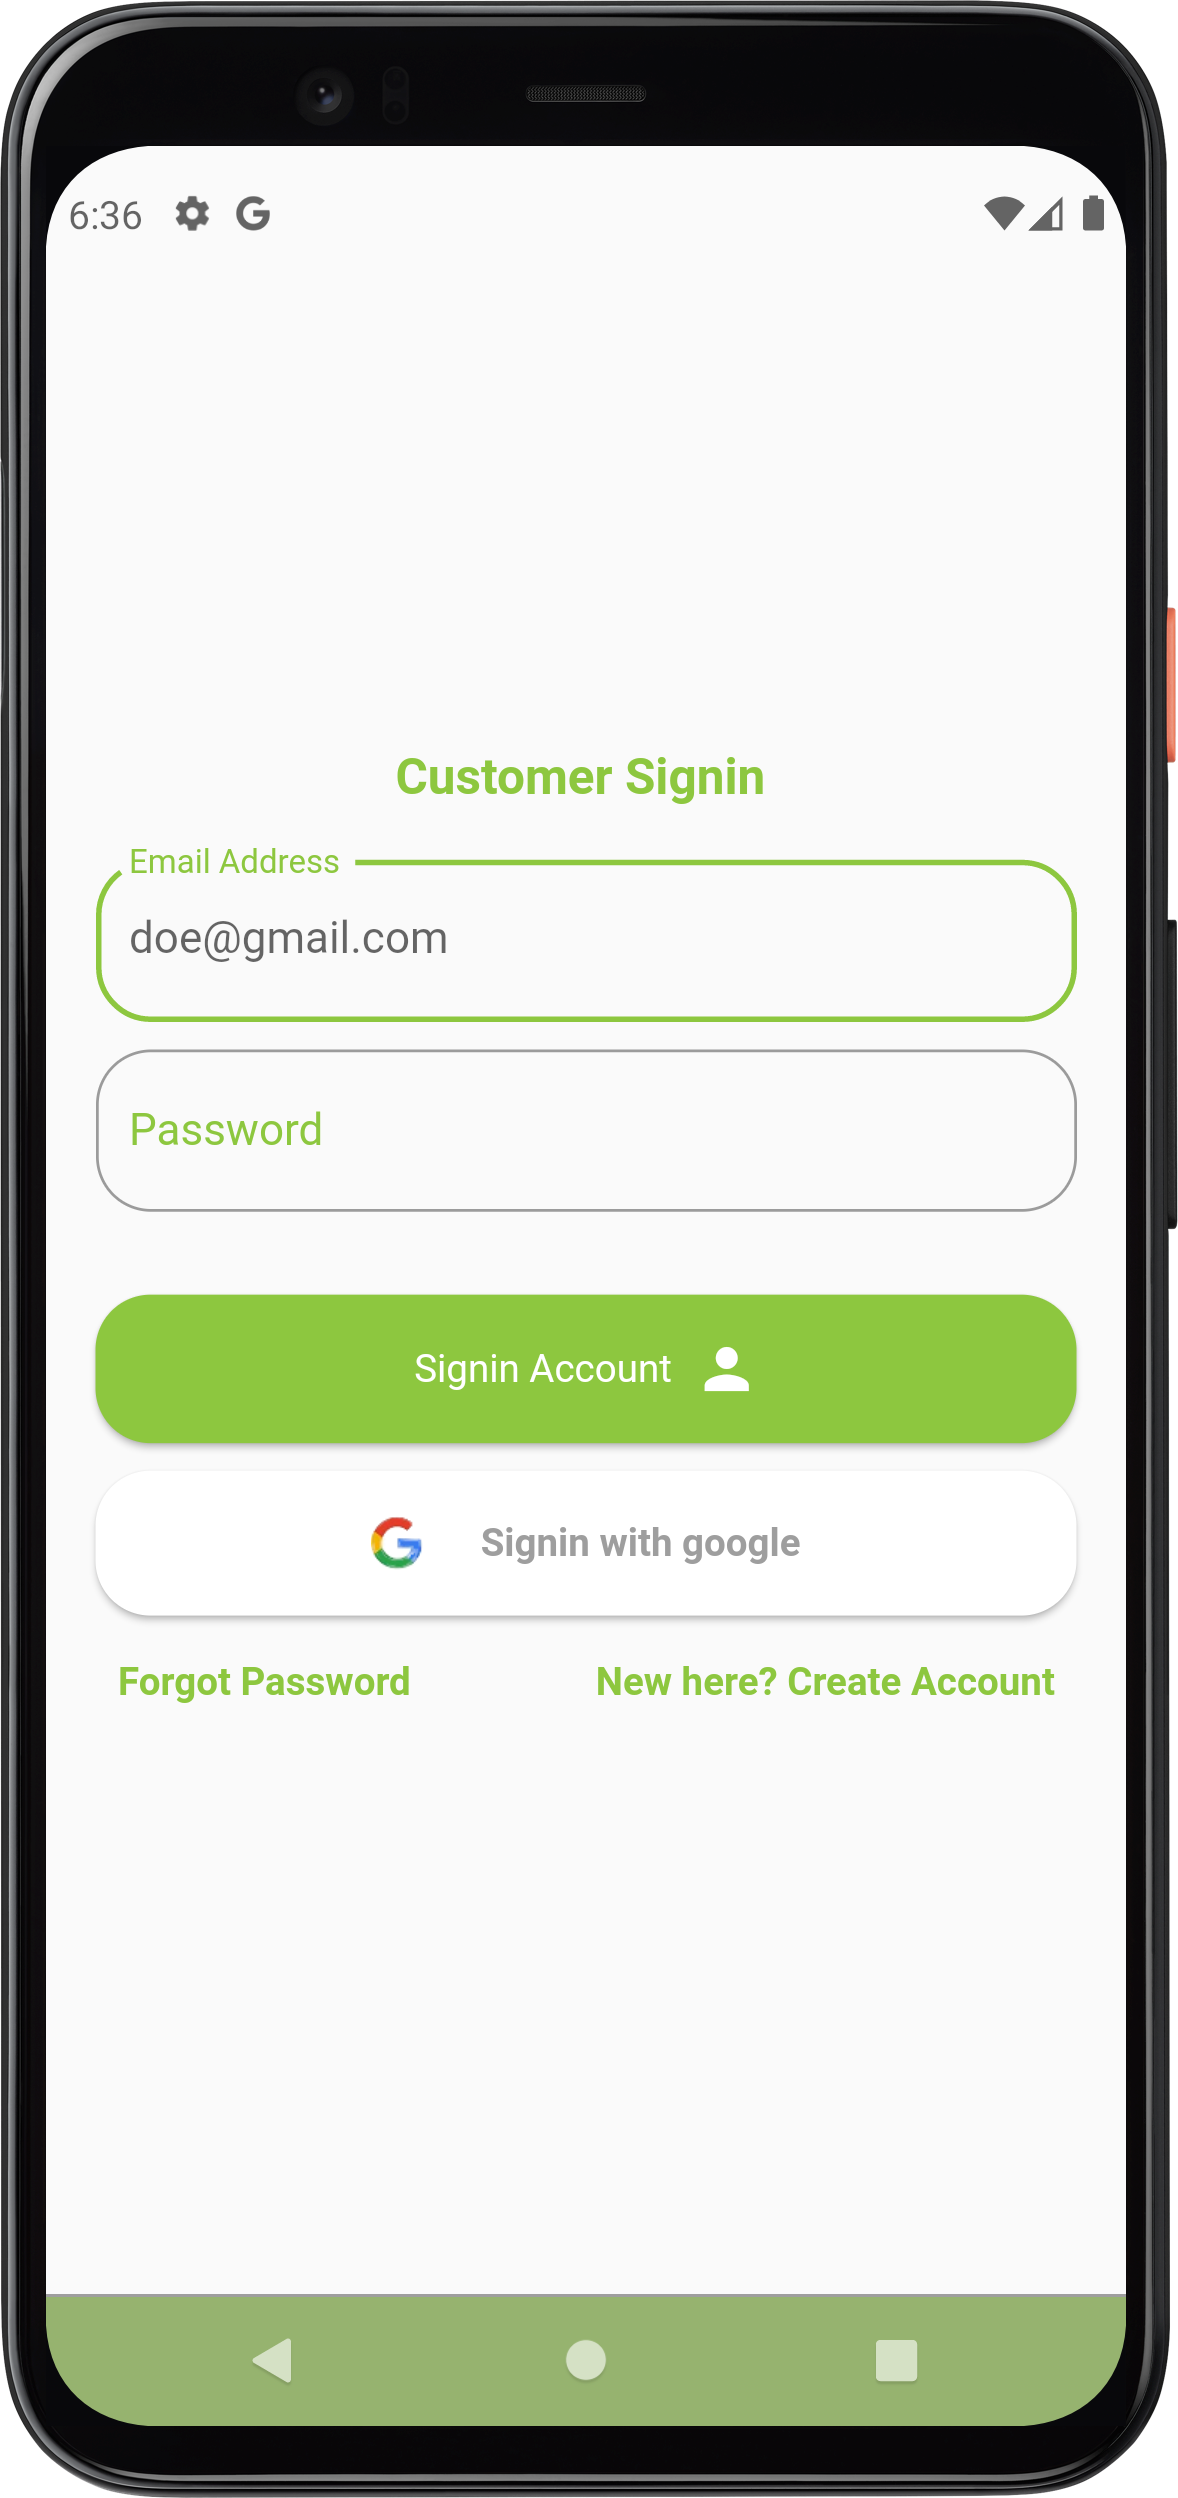 6:36
Customer Signin
Email Address
doe@gmail.com
Password
Signin Account
Signin with google
Forgot Password
New here? Create Account